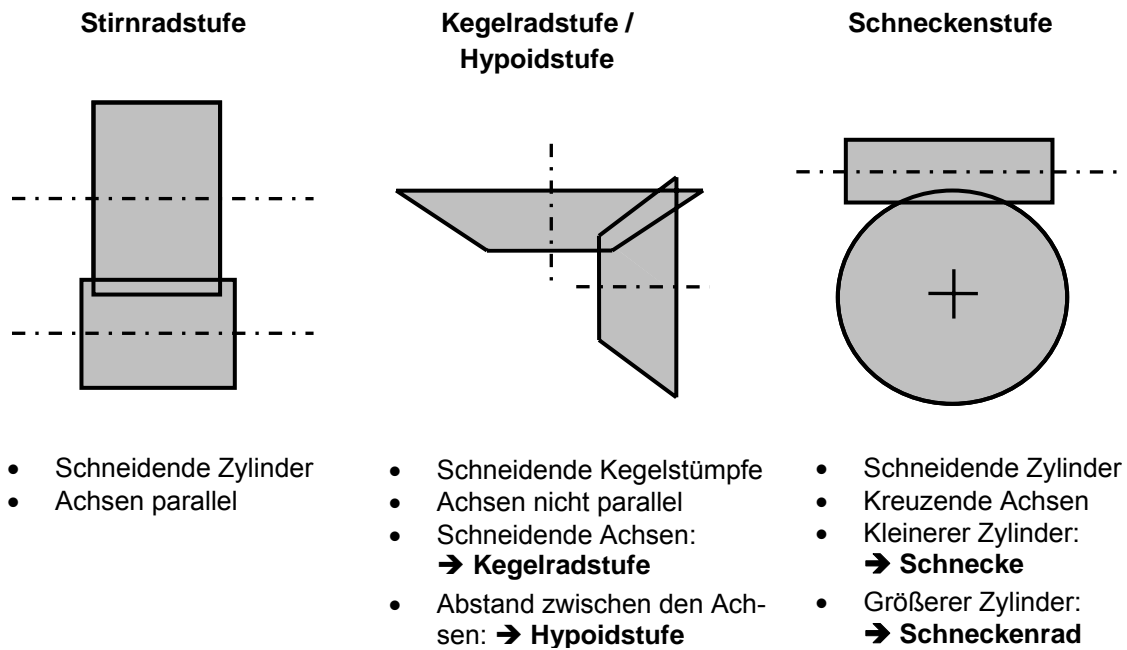 Stirnradstufe
Kegelradstufe /
Hypoidstufe
Schneckenstufe
• Schneidende Zylinder
• Achsen parallel
• Schneidende Kegelstümpfe
• Achsen nicht parallel
• Schneidende Achsen:
➔ Kegelradstufe
• Abstand zwischen den Ach-
sen: ➔ Hypoidstufe
• Schneidende Zylinder
• Kreuzende Achsen
• Kleinerer Zylinder:
➔ Schnecke
• Größerer Zylinder:
➔ Schneckenrad